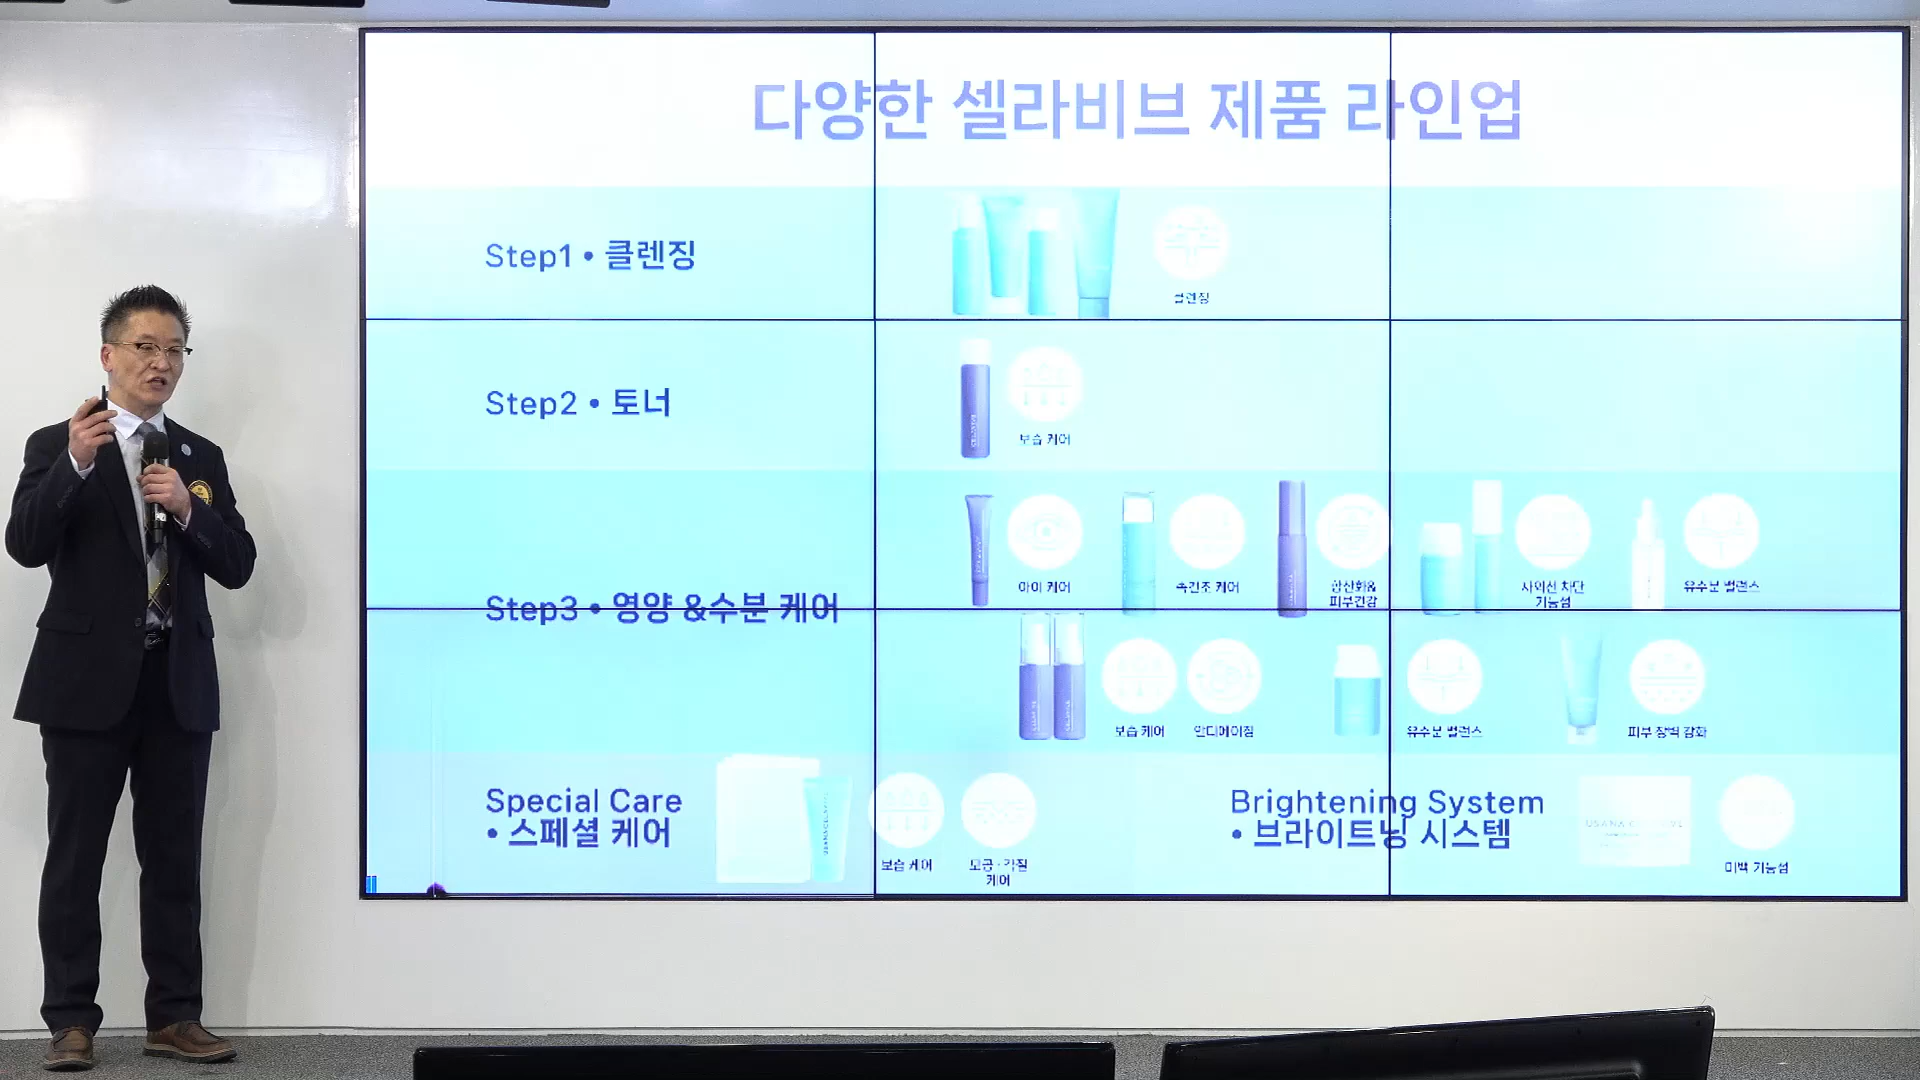 다양한 셀라비브 제품 라인업
Step1 • 클렌징
클렌징
Step2 • 토너
보습 케어
Step3 • 영양 &수분 케어
아이 케어
속건조 케어
항산화&
피부건강
자외선 차단
기능성
유수분 밸런스
보습 케어
안티에이징
유수분 밸런스
피부 장벽 강화
Special Care
• 스페셜 케어
보습 케어
모공 · 각질
케어
Brightening System
• 브라이트닝 시스템
미백 기능성